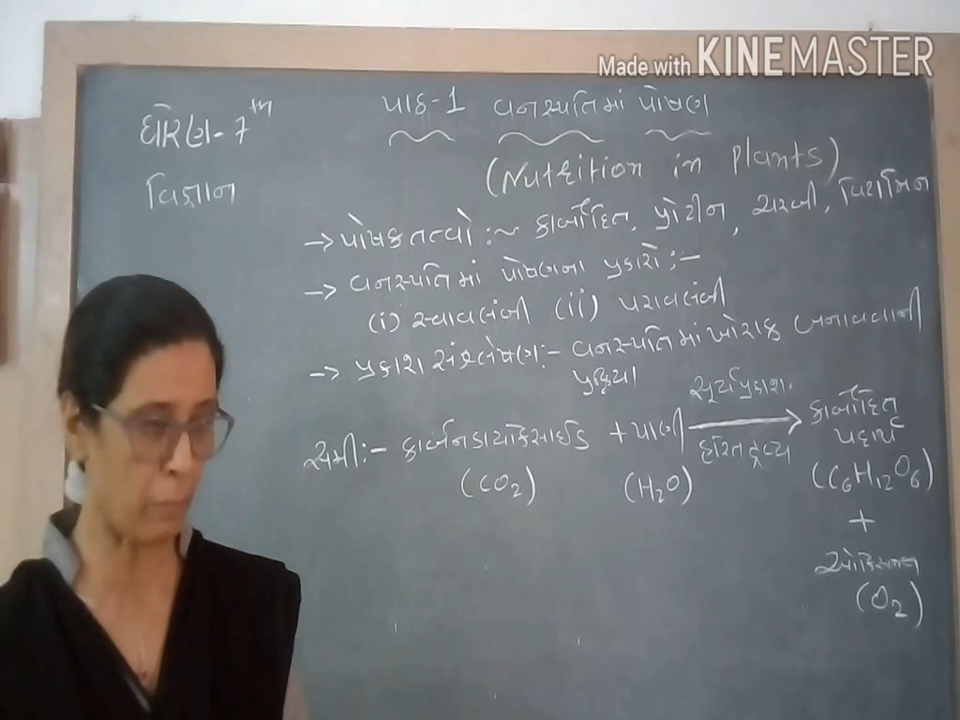 Made with KINEMASTER
ધોરણ-7th
વિજ્ઞાન
પાઠ-1 વનસ્પતિમાં પોષણ
(Nutrition in plants)
→ પોષકતત્વો :~ કાર્બોદિત, પ્રોટીન, ચરબી, વિટામિન
→ વનસ્પતિમાં પોષણના પ્રકારો :-
(i) સ્વાવલંબી (ii) પરાવલંબી
→ પ્રકાશસંશ્લેષણ:- વનસ્પતિમાં ખોરાક બનાવવાની
પ્રક્રિયા
સમી:- કાર્બનડાયોક્સાઈડ + પાણી સૂર્યપ્રકાશ → હરિતદ્રવ્ય કાર્બોદિત
પદાર્થ
(CO2) (H2O) (C6H12O6)
+
ઓક્સિજન
(O2)